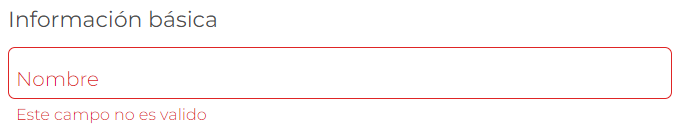 Información básica
Nombre
Este campo no es valido